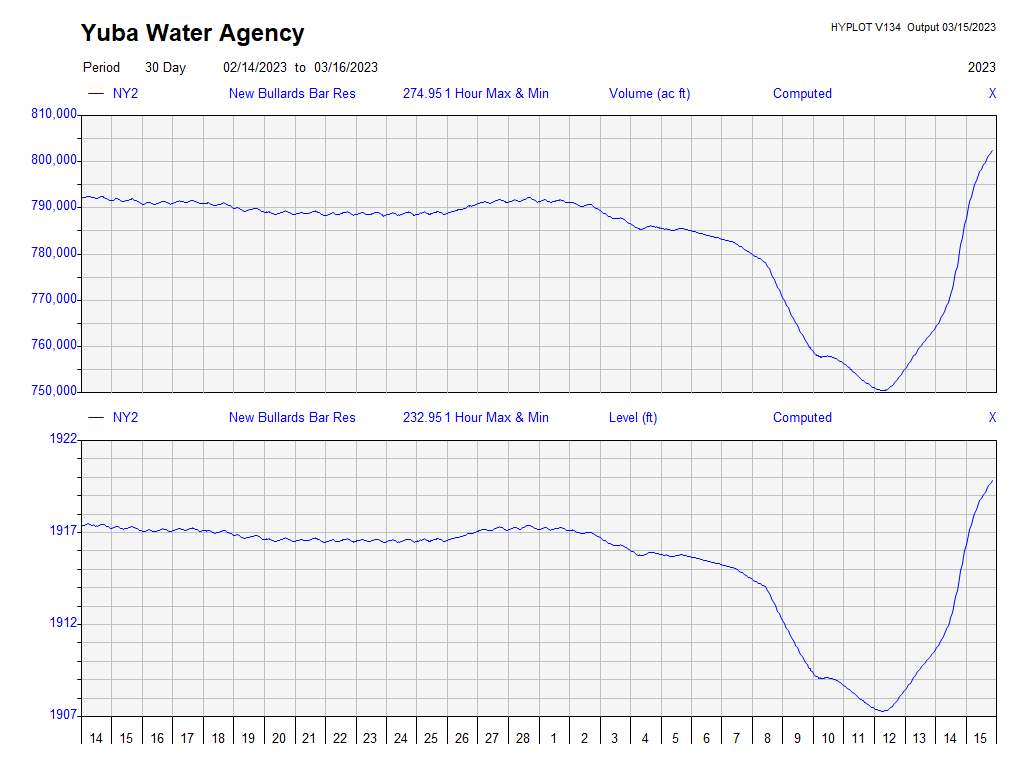 Yuba Water Agency
HYPLOT V134 Output 03/15/2023
Period 30 Day 02/14/2023 to 03/16/2023 2023
NY2 New Bullards Bar Res 274.95 1 Hour Max & Min Volume (ac ft) Computed X
810,000
800,000
790,000
780,000
770,000
760,000
750,000
NY2 New Bullards Bar Res 232.95 1 Hour Max & Min Level (ft) Computed X
1922
1917
1912
1907
14 15 16 17 18 19 20 21 22 23 24 25 26 27 28 1 2 3 4 5 6 7 8 9 10 11 12 13 14 15